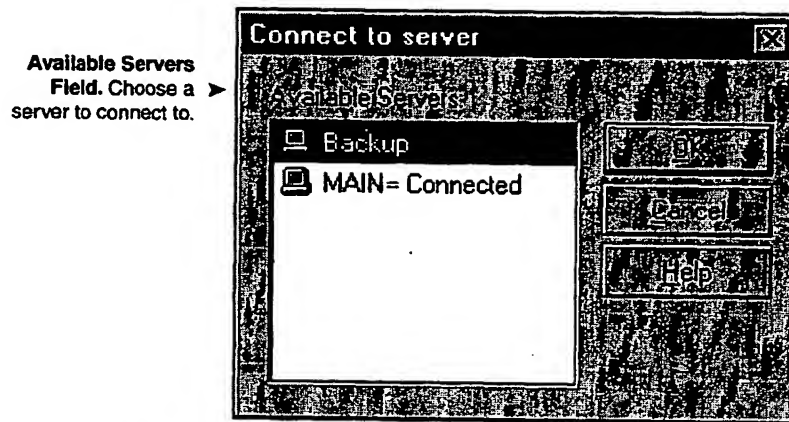 Connect to server
Available Servers
Field. Choose a
server to connect to.
Available Servers:
Backup
MAIN= Connected
OK
Cancel
Help